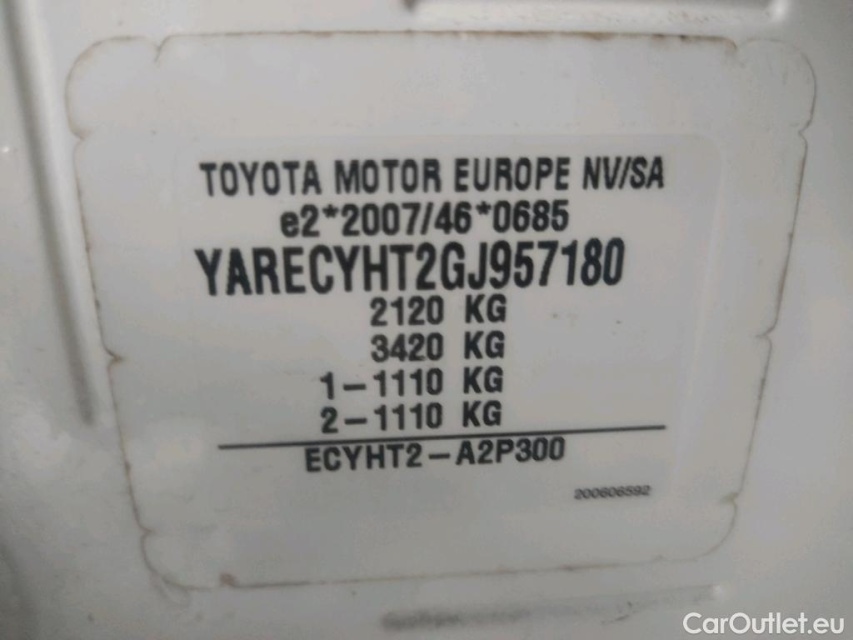 TOYOTA MOTOR EUROPE NV/SA
e2*2007/46*0685
YARECYHT2GJ957180
2120 KG
3420 KG
1-1110 KG
2-1110 KG
ECYHT2-A2P300
200606592
CarOutlet.eu